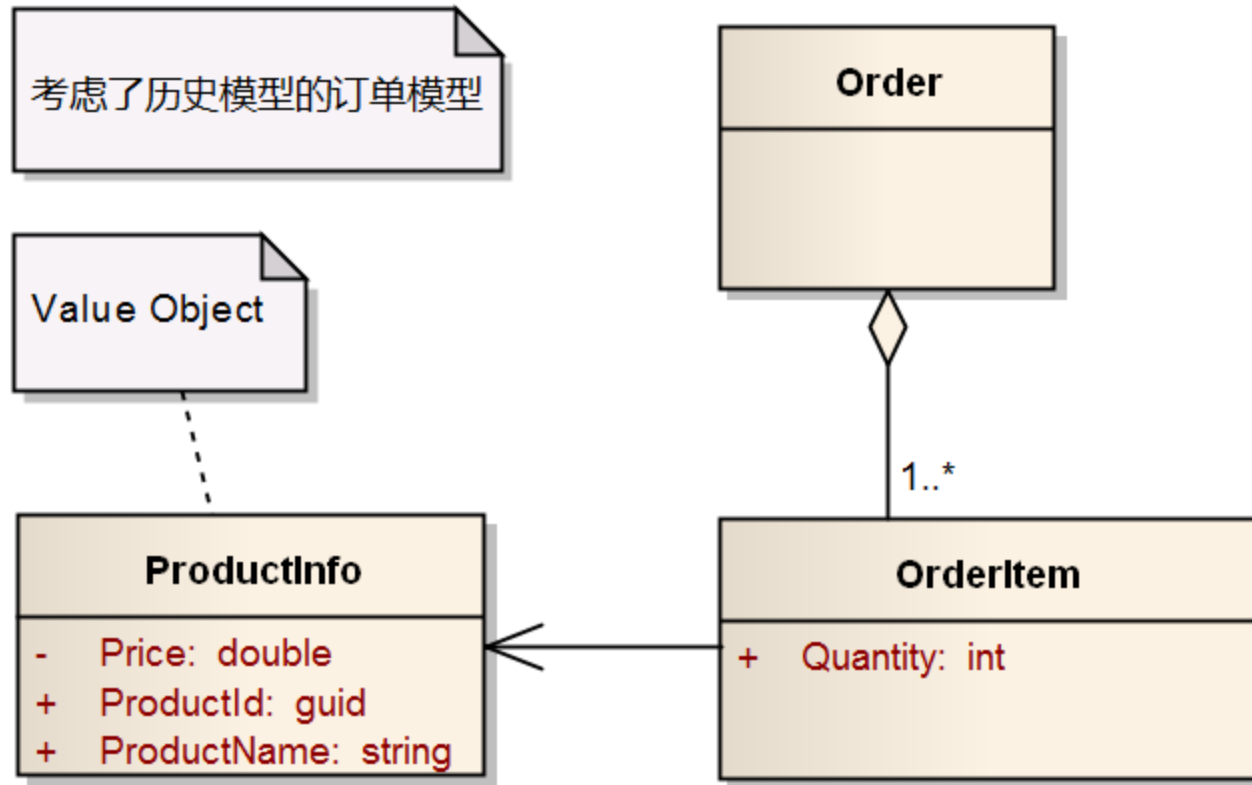 考虑了历史模型的订单模型
Order
Value Object
1..*
ProductInfo
- Price: double
+ ProductId: guid
+ ProductName: string
OrderItem
+ Quantity: int